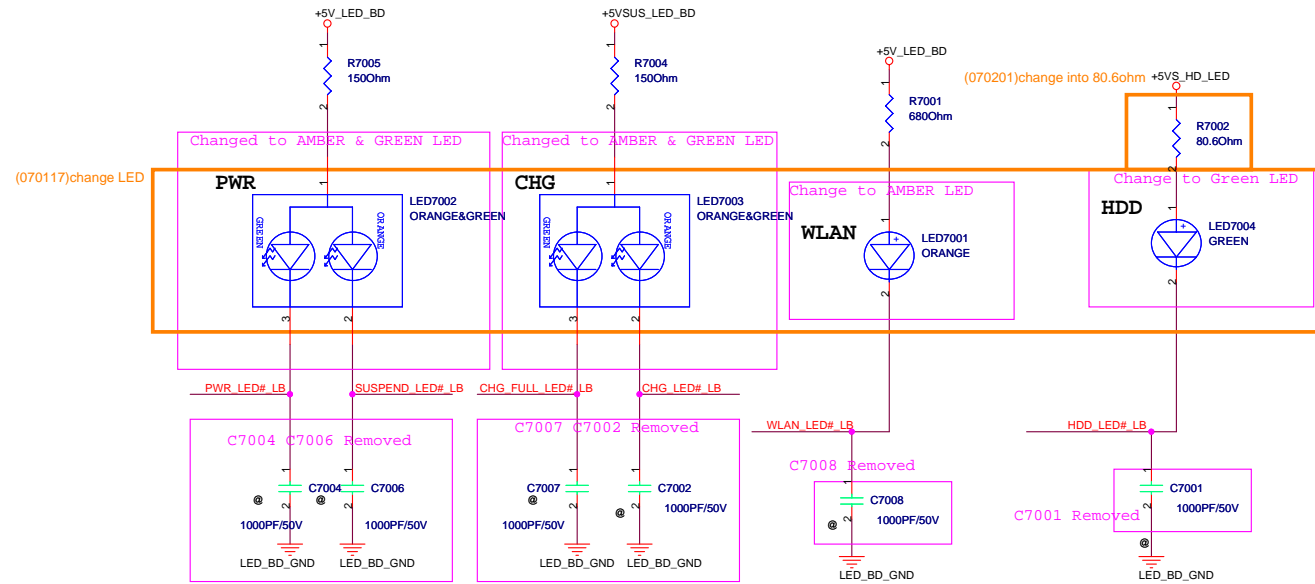 +5V_LED_BD
+5VSUS_LED_BD
+5V_LED_BD
(070201)change into 80.6ohm
+5VS_HD_LED
1
R7005
150Ohm
2
1
R7004
150Ohm
2
1
R7001
680Ohm
2
1
R7002
80.6Ohm
2
Changed to AMBER & GREEN LED
Changed to AMBER & GREEN LED
(070117)change LED
Change to AMBER LED
Change to Green LED
PWR
1
LED7002
ORANGE&GREEN
GREEN
ORANGE
3
2
CHG
1
LED7003
ORANGE&GREEN
GREEN
ORANGE
3
2
WLAN
1
+
LED7001
ORANGE
2
HDD
1
+
LED7004
GREEN
2
PWR_LED#_LB
SUSPEND_LED#_LB
CHG_FULL_LED#_LB
CHG_LED#_LB
WLAN_LED#_LB
HDD_LED#_LB
C7004 C7006 Removed
1
C7004
@
2
1000PF/50V
LED_BD_GND
1
C7006
@
2
1000PF/50V
LED_BD_GND
C7007 C7002 Removed
1
C7007
@
2
1000PF/50V
LED_BD_GND
1
C7002
@
2
1000PF/50V
LED_BD_GND
C7008 Removed
1
C7008
@
2
1000PF/50V
LED_BD_GND
C7001 Removed
1
C7001
2
1000PF/50V
@
LED_BD_GND